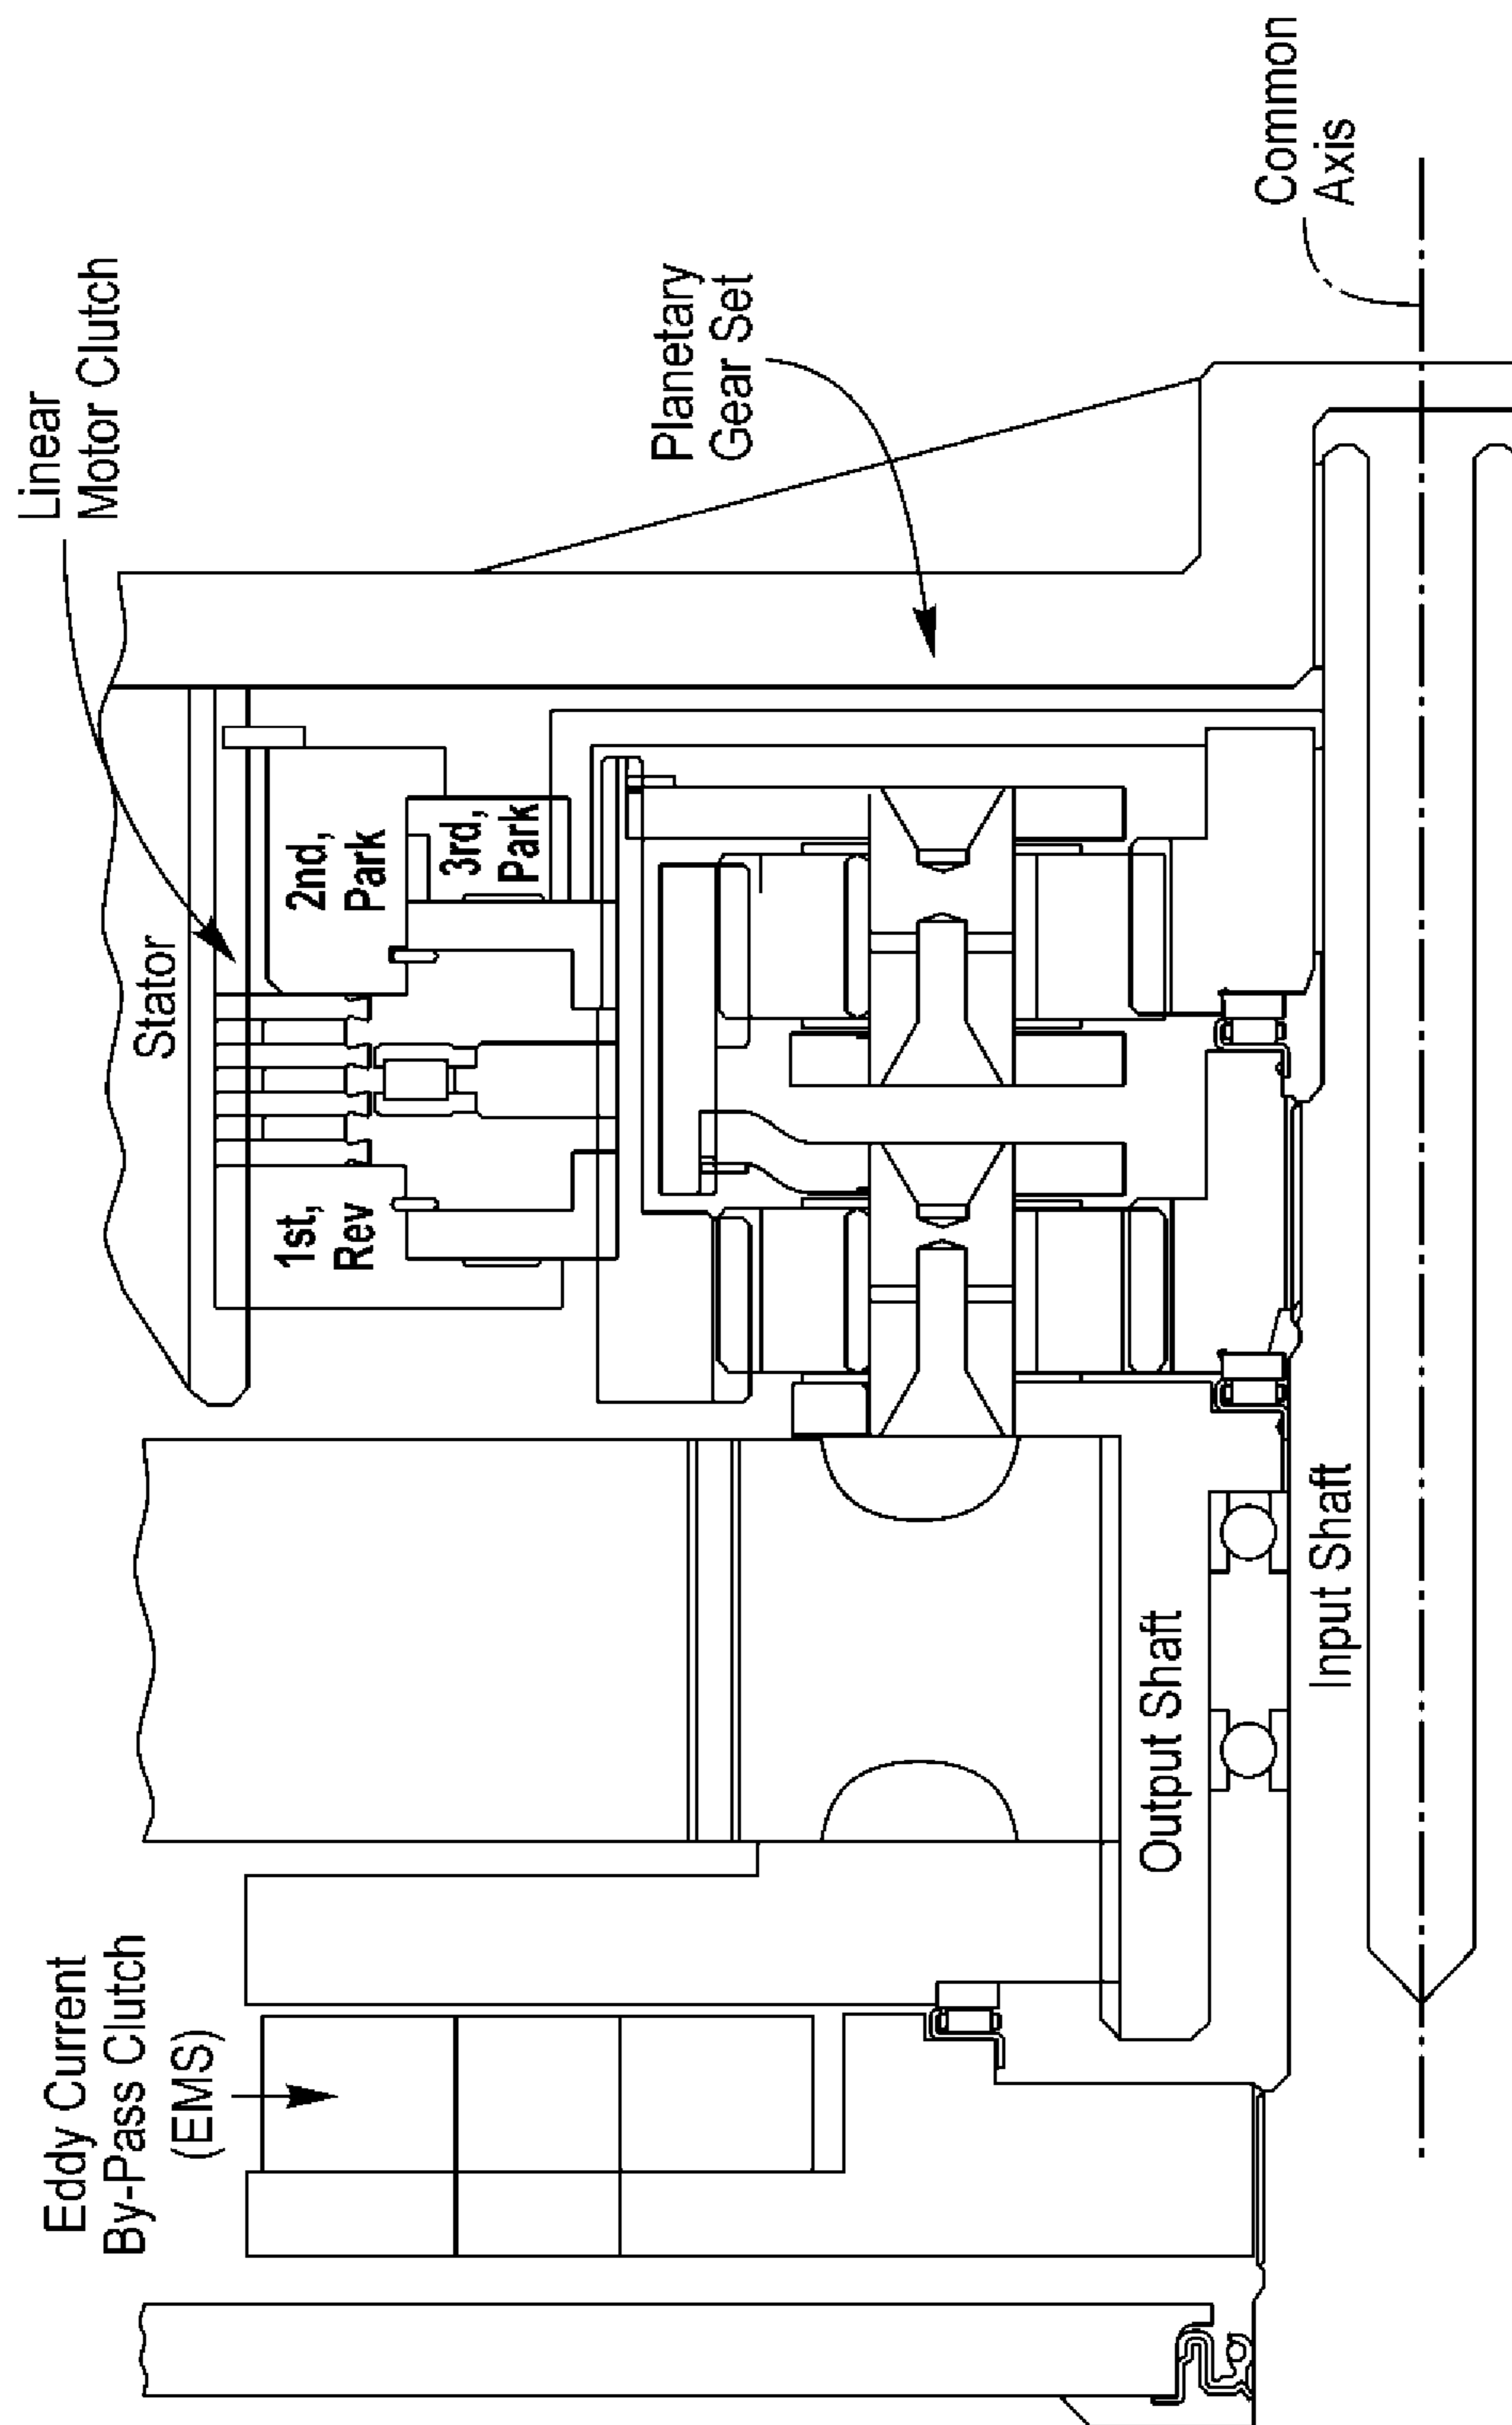 Eddy Current
By-Pass Clutch
(EMS)
Linear
Motor Clutch
Stator
2nd,
Park
3rd,
Park
1st,
Rev
Planetary
Gear Set
Output Shaft
Input Shaft
Common
Axis